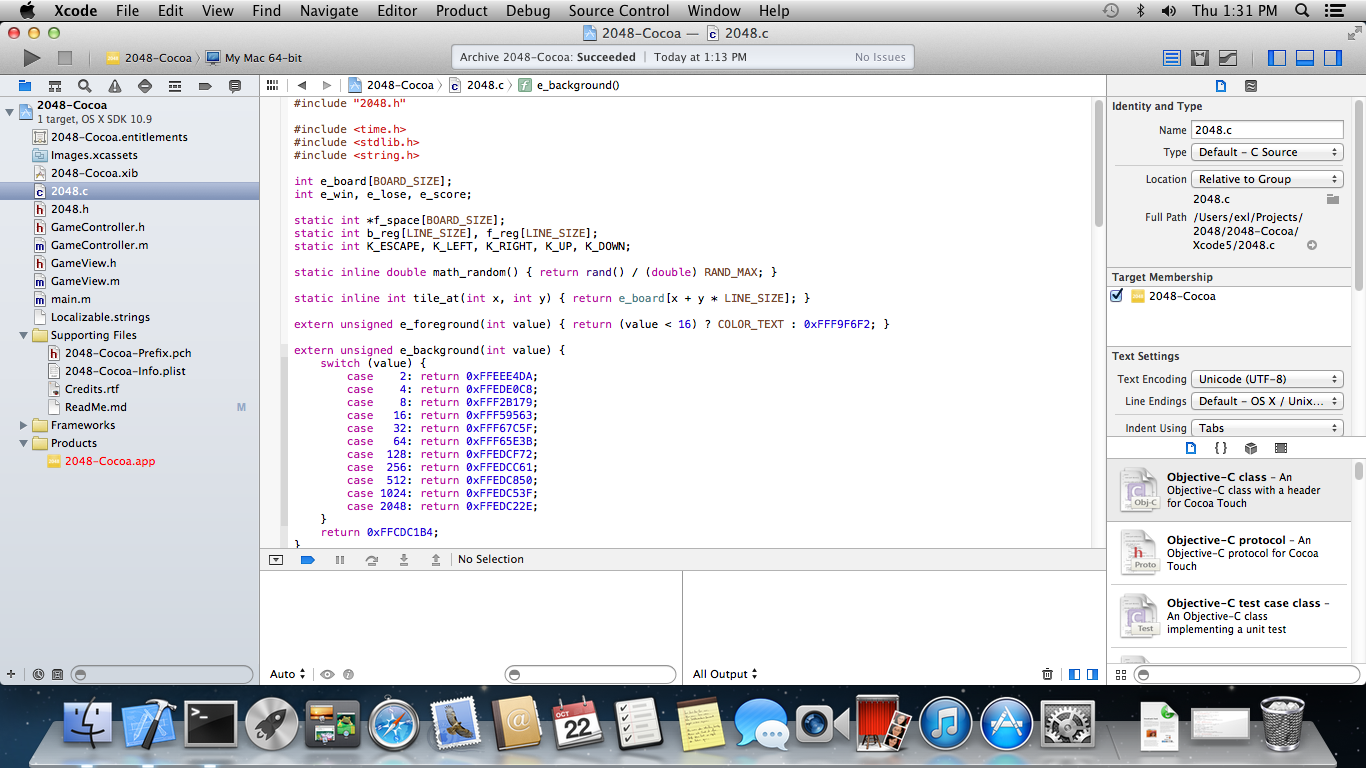 Xcode File Edit View Find Navigate Editor Product Debug Source Control Window Help Thu 1:31 PM
2048-Cocoa — 2048.c
2048-Cocoa My Mac 64-bit
Archive 2048-Cocoa: Succeeded | Today at 1:13 PM No Issues
2048-Cocoa 2048.c e_background()
2048-Cocoa
1 target, OS X SDK 10.9
2048-Cocoa.entitlements
Images.xcassets
2048-Cocoa.xib
2048.c
2048.h
GameController.h
GameController.m
GameView.h
GameView.m
main.m
Localizable.strings
Supporting Files
2048-Cocoa-Prefix.pch
2048-Cocoa-Info.plist
Credits.rtf
ReadMe.md M
Frameworks
Products
2048-Cocoa.app
#include "2048.h"
#include <time.h>
#include <stdlib.h>
#include <string.h>
int e_board[BOARD_SIZE];
int e_win, e_lose, e_score;
static int *f_space[BOARD_SIZE];
static int b_reg[LINE_SIZE], f_reg[LINE_SIZE];
static int K_ESCAPE, K_LEFT, K_RIGHT, K_UP, K_DOWN;
static inline double math_random() { return rand() / (double) RAND_MAX; }
static inline int tile_at(int x, int y) { return e_board[x + y * LINE_SIZE]; }
extern unsigned e_foreground(int value) { return (value < 16) ? COLOR_TEXT : 0xFFF9F6F2; }
extern unsigned e_background(int value) {
switch (value) {
case 2: return 0xFFEEE4DA;
case 4: return 0xFFEDE0C8;
case 8: return 0xFFF2B179;
case 16: return 0xFFF59563;
case 32: return 0xFFF67C5F;
case 64: return 0xFFF65E3B;
case 128: return 0xFFEDCF72;
case 256: return 0xFFEDCC61;
case 512: return 0xFFEDC850;
case 1024: return 0xFFEDC53F;
case 2048: return 0xFFEDC22E;
}
return 0xFFCDC1B4;
}
No Selection
Auto
All Output
Identity and Type
Name 2048.c
Type Default - C Source
Location Relative to Group
2048.c
Full Path /Users/exl/Projects/
2048/2048-Cocoa/
Xcode5/2048.c
Target Membership
2048-Cocoa
Text Settings
Text Encoding Unicode (UTF-8)
Line Endings Default - OS X / Unix...
Indent Using Tabs
{ }
Obj-C
Objective-C class - An
Objective-C class with a header
for Cocoa Touch
h
Proto
Objective-C protocol - An
Objective-C protocol for Cocoa
Touch
Test
Objective-C test case class -
An Objective-C class
implementing a unit test
OCT
22